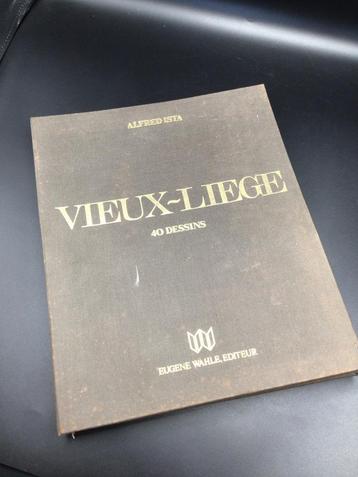 ALFRED ISTA
VIEUX-LIEGE
40 DESSINS
EUGENE WAHLE, EDITEUR